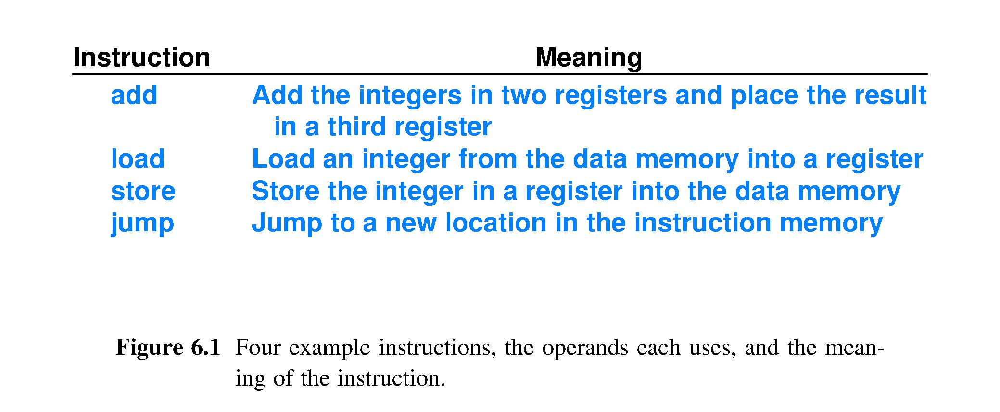 Instruction Meaning
add Add the integers in two registers and place the result
in a third register
load Load an integer from the data memory into a register
store Store the integer in a register into the data memory
jump Jump to a new location in the instruction memory
Figure 6.1 Four example instructions, the operands each uses, and the mean-
ing of the instruction.